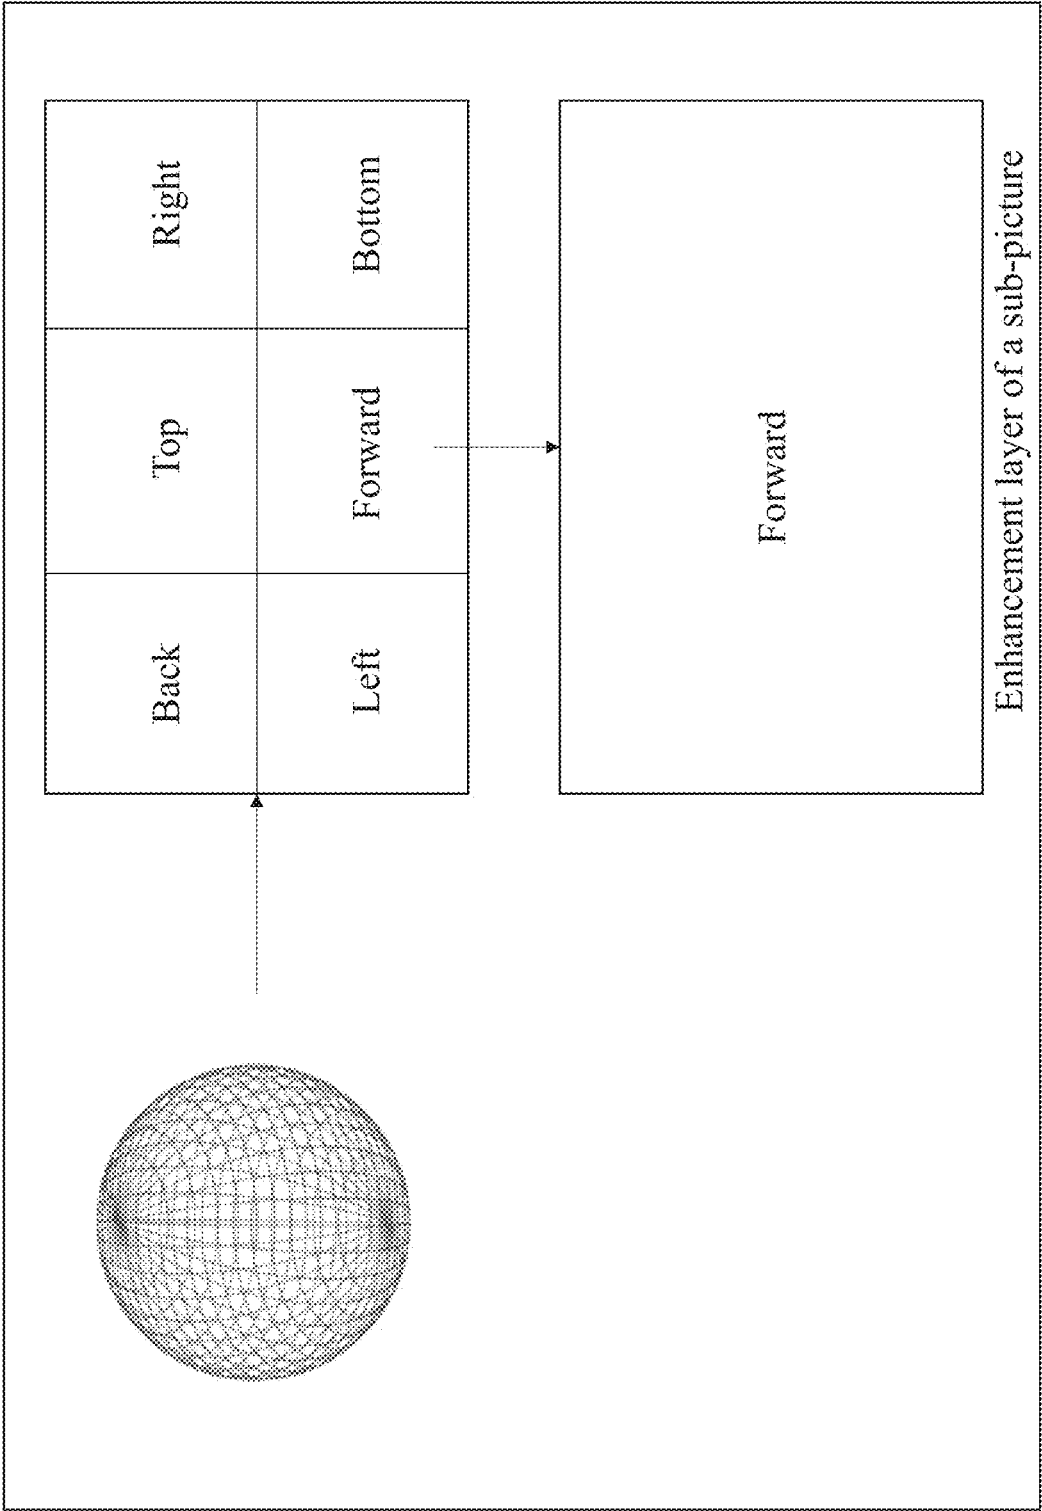 Back
Top
Right
Left
Forward
Bottom
Forward
Enhancement layer of a sub-picture